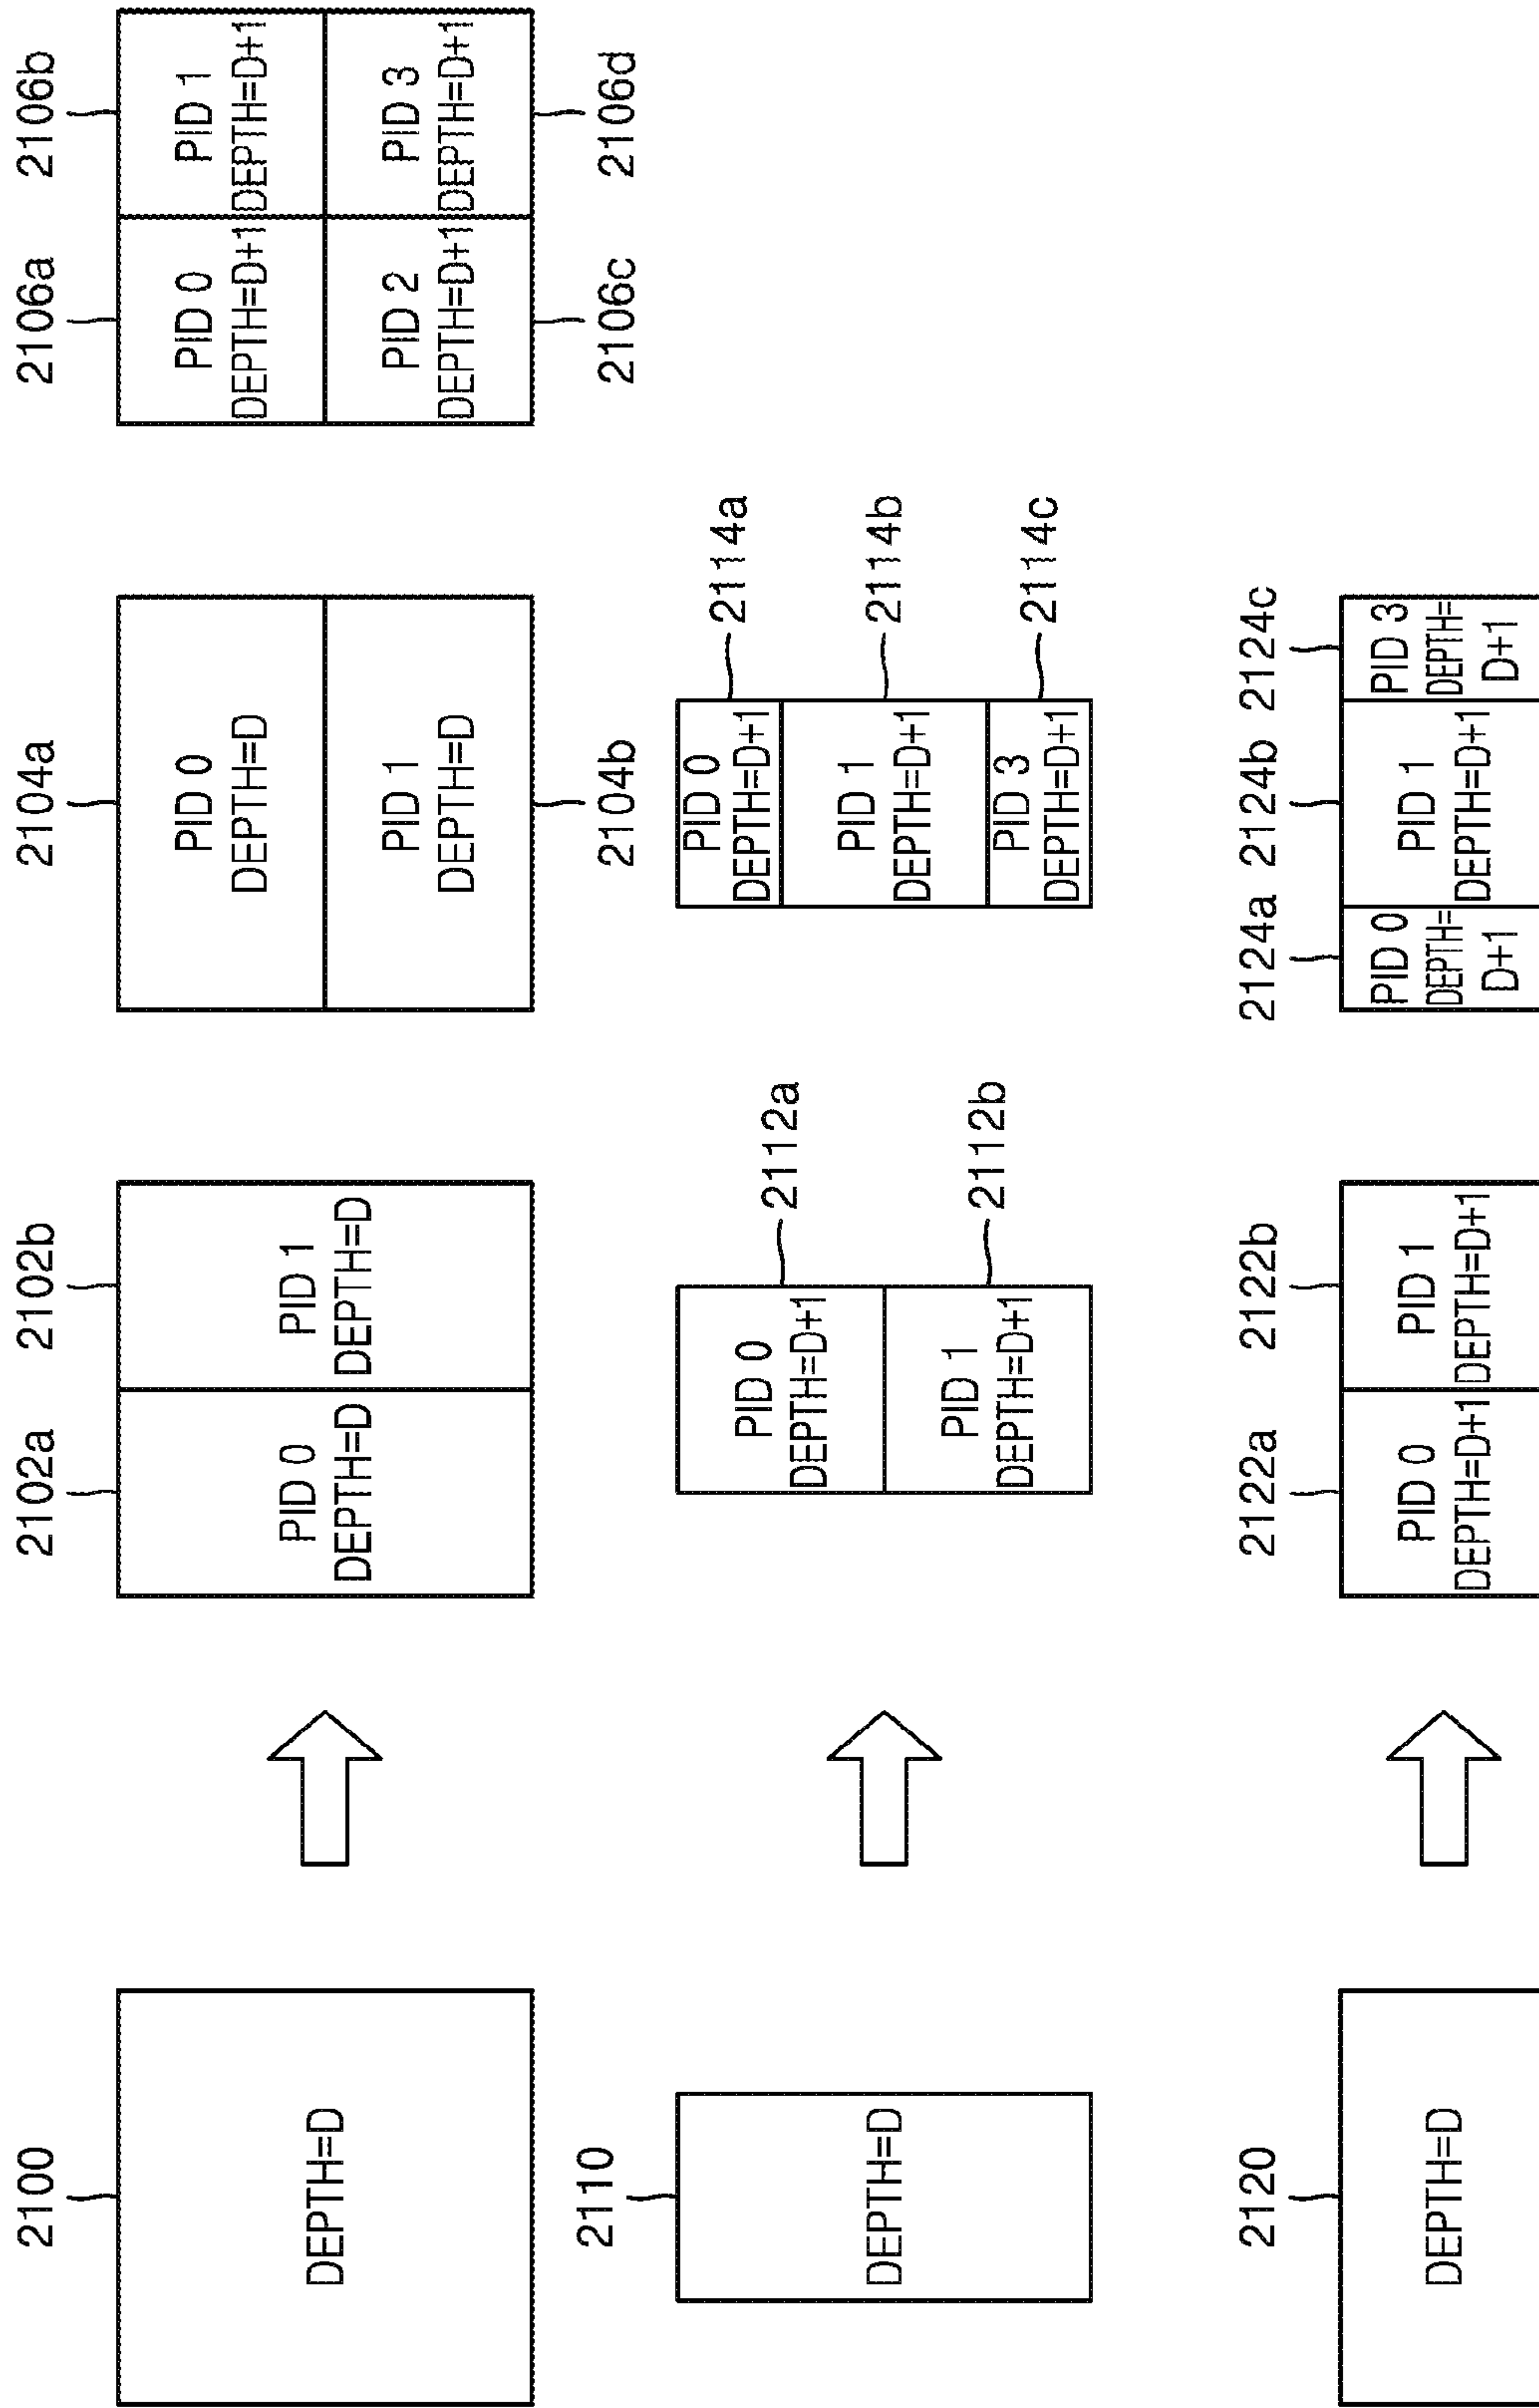 2100
DEPTH=D
2102a
2102b
PID 0
DEPTH=D
PID 1
DEPTH=D
2104a
PID 0
DEPTH=D
PID 1
DEPTH=D
2104b
2106a
2106b
PID 0
DEPTH=D+1
PID 1
DEPTH=D+1
PID 2
DEPTH=D+1
PID 3
DEPTH=D+1
2106c
2106d
2110
DEPTH=D
PID 0
DEPTH=D+1
2112a
PID 1
DEPTH=D+1
2112b
PID 0
DEPTH=D+1
2114a
PID 1
DEPTH=D+1
2114b
PID 3
DEPTH=D+1
2114c
2120
DEPTH=D
2122a
2122b
PID 0
DEPTH=D+1
PID 1
DEPTH=D+1
2124a
2124b
2124c
PID 0
DEPTH=
D+1
PID 1
DEPTH=D+1
PID 3
DEPTH=
D+1